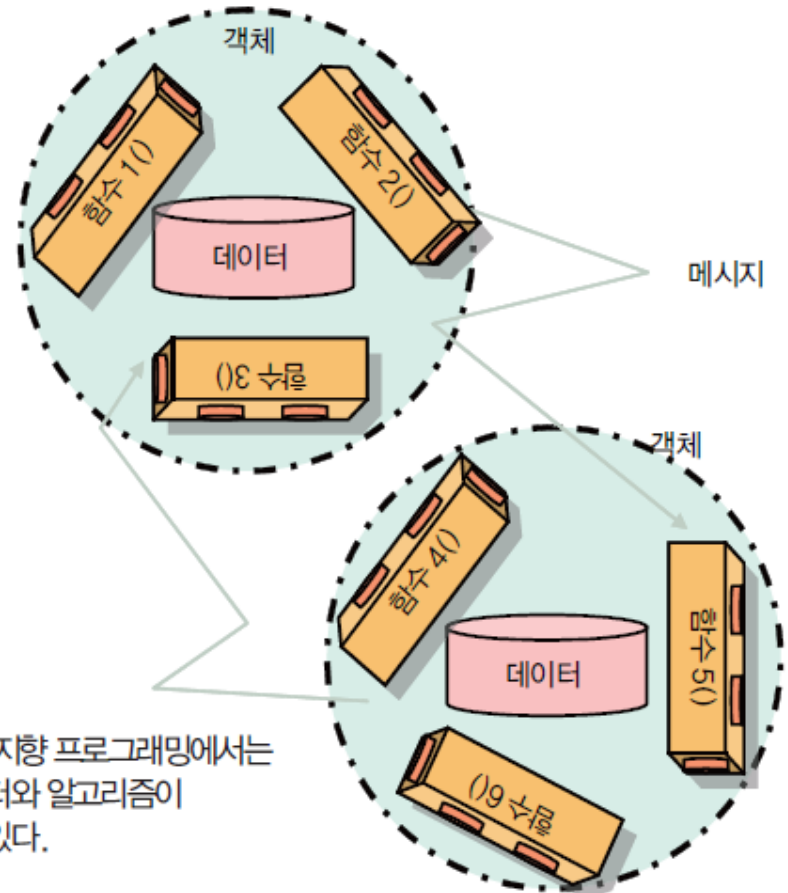 객체
함수 1()
함수 2()
데이터
메시지
함수 3()
객체
함수 4()
함수 5()
데이터
함수 6()
지향 프로그래밍에서는
터와 알고리즘이
있다.